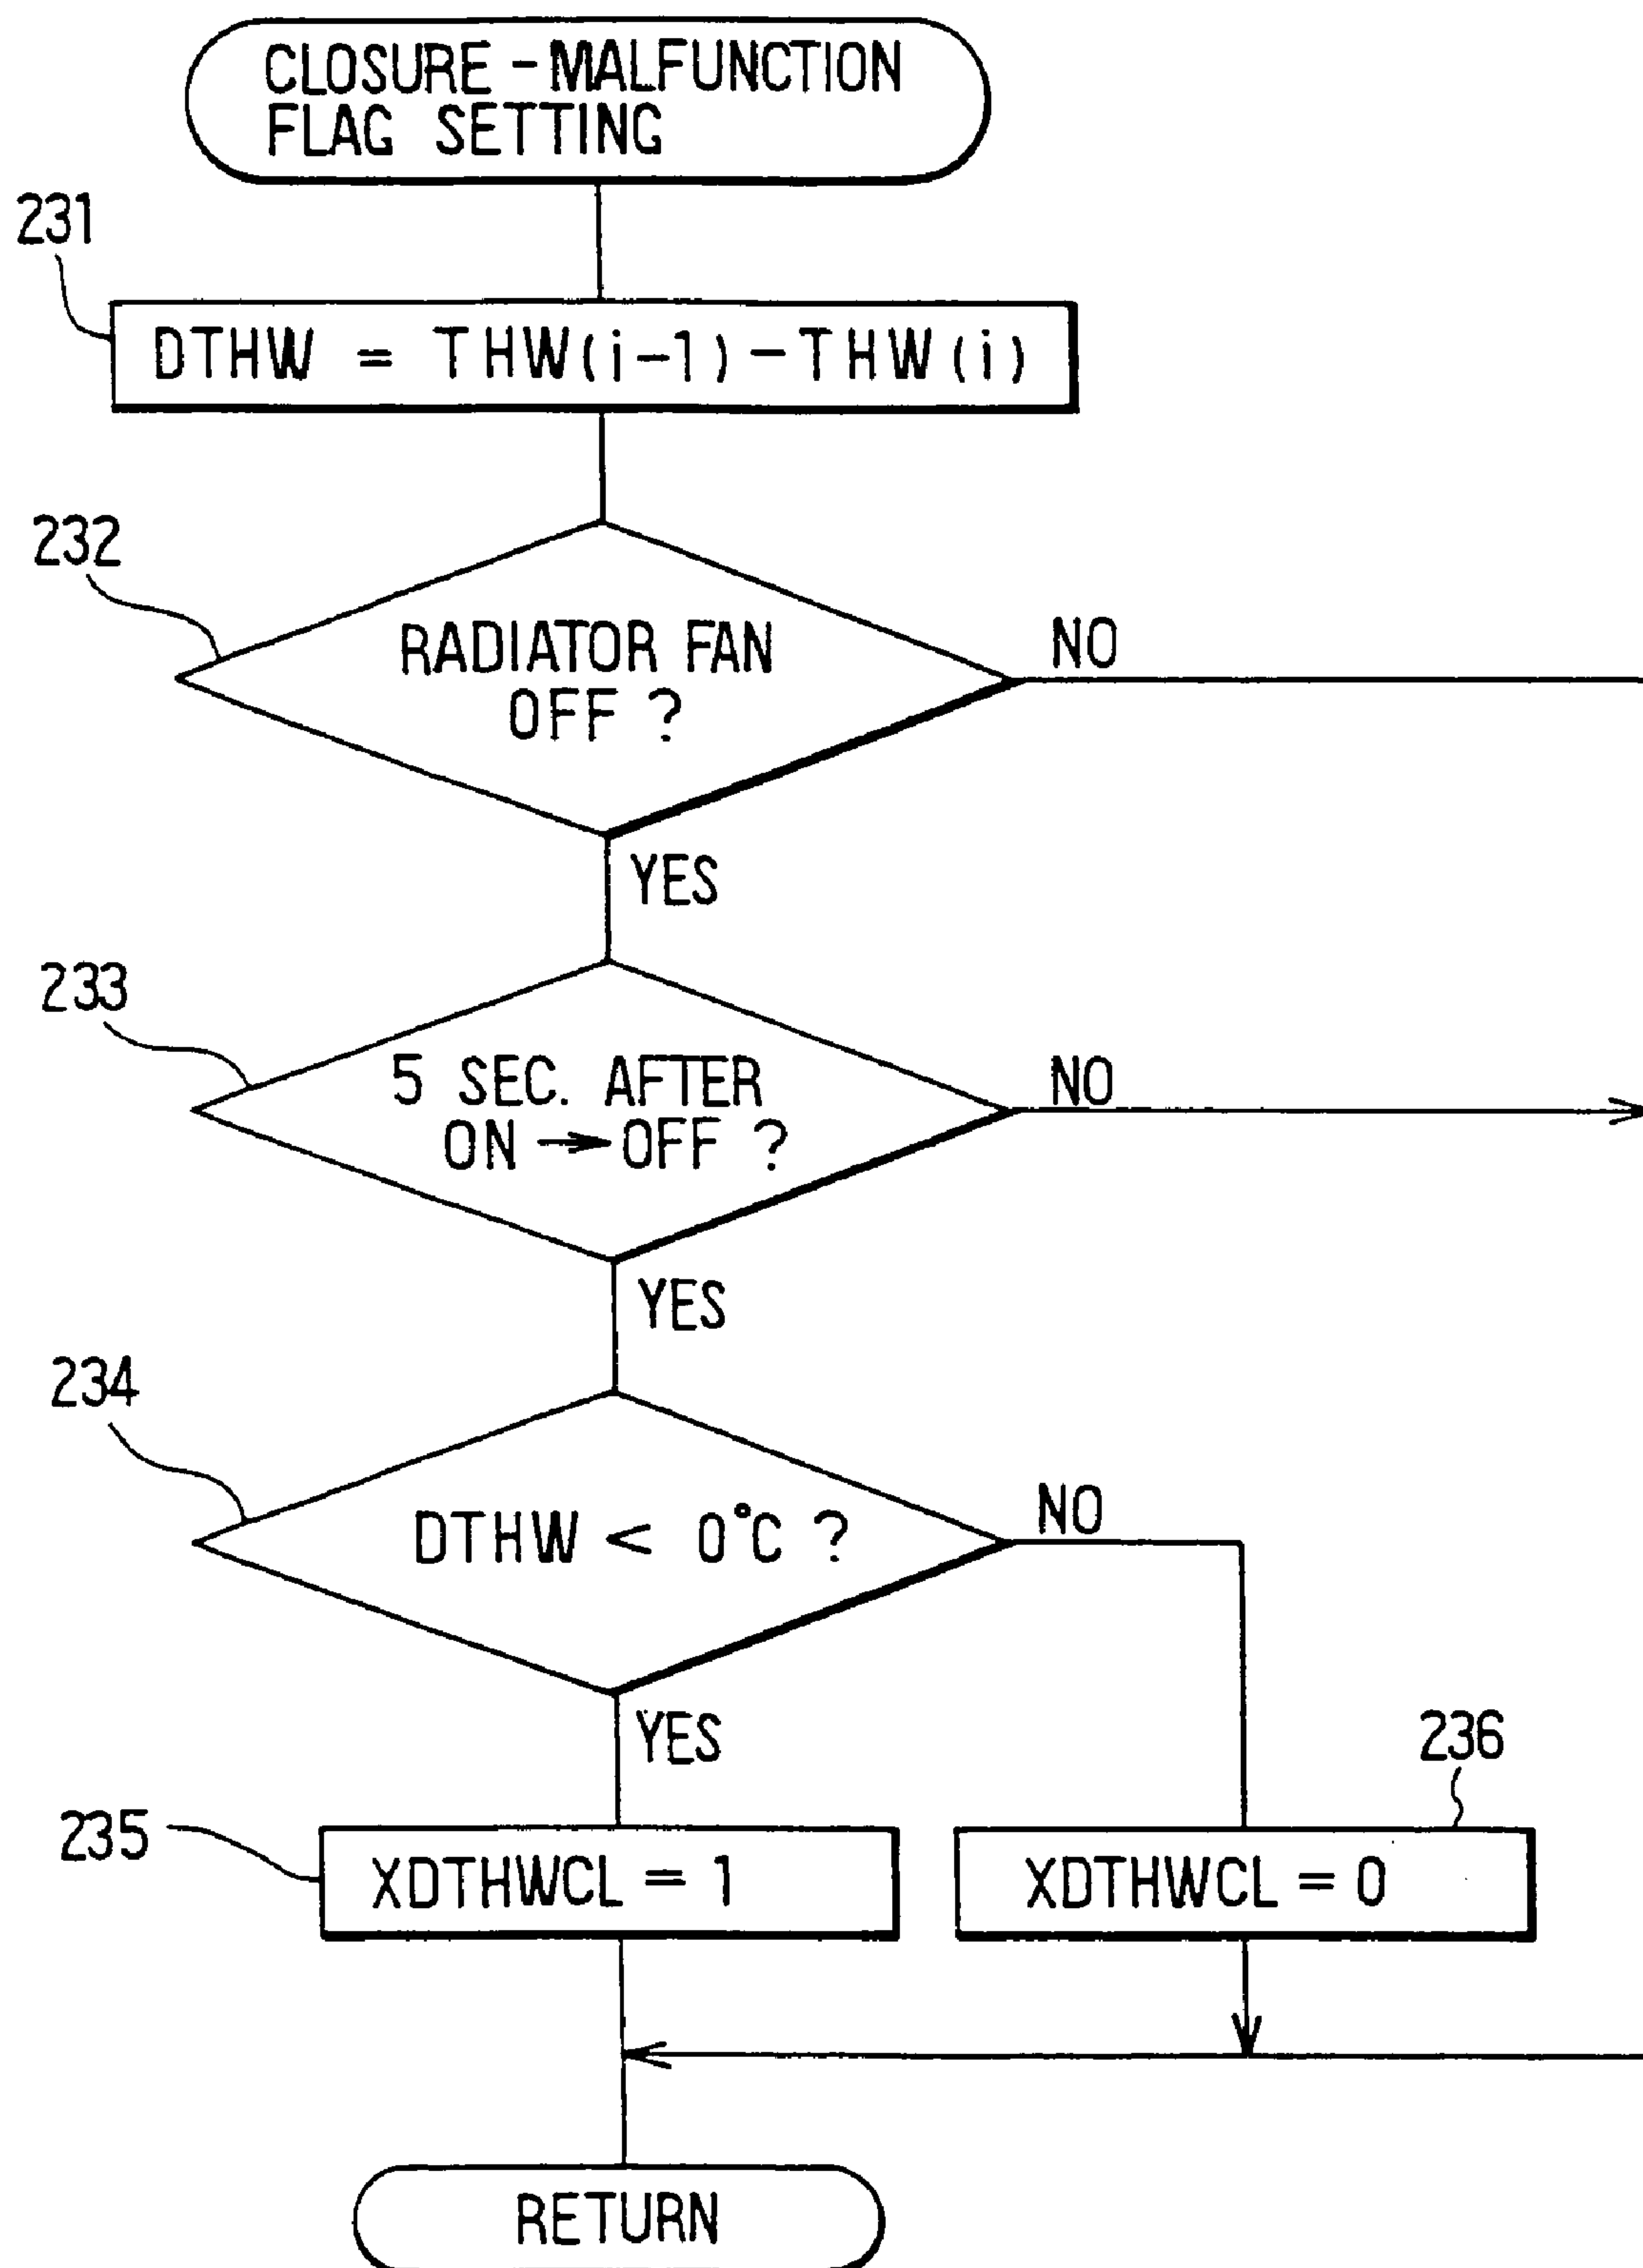 CLOSURE-MALFUNCTION
FLAG SETTING
231
DTHW = THW(i-1)-THW(i)
232
RADIATOR FAN
OFF ?
NO
YES
233
5 SEC. AFTER
ON → OFF ?
NO
YES
234
DTHW < 0°C ?
NO
YES
235
XDTHWCL = 1
236
XDTHWCL = 0
RETURN